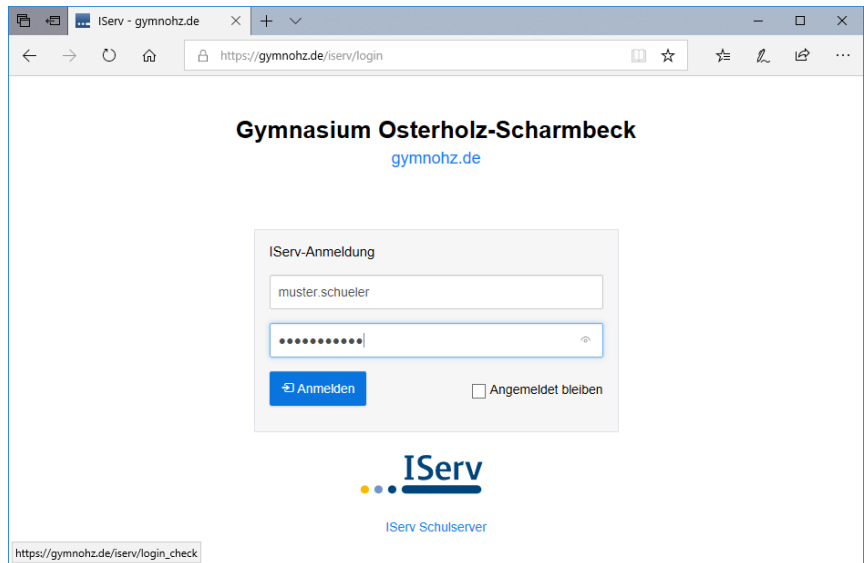 IServ - gymnohz.de
https://gymnohz.de/iserv/login
Gymnasium Osterholz-Scharmbeck
gymnohz.de
IServ-Anmeldung
muster.schueler
●●●●●●●●●●●
Anmelden
Angemeldet bleiben
IServ
IServ Schulserver
https://gymnohz.de/iserv/login_check